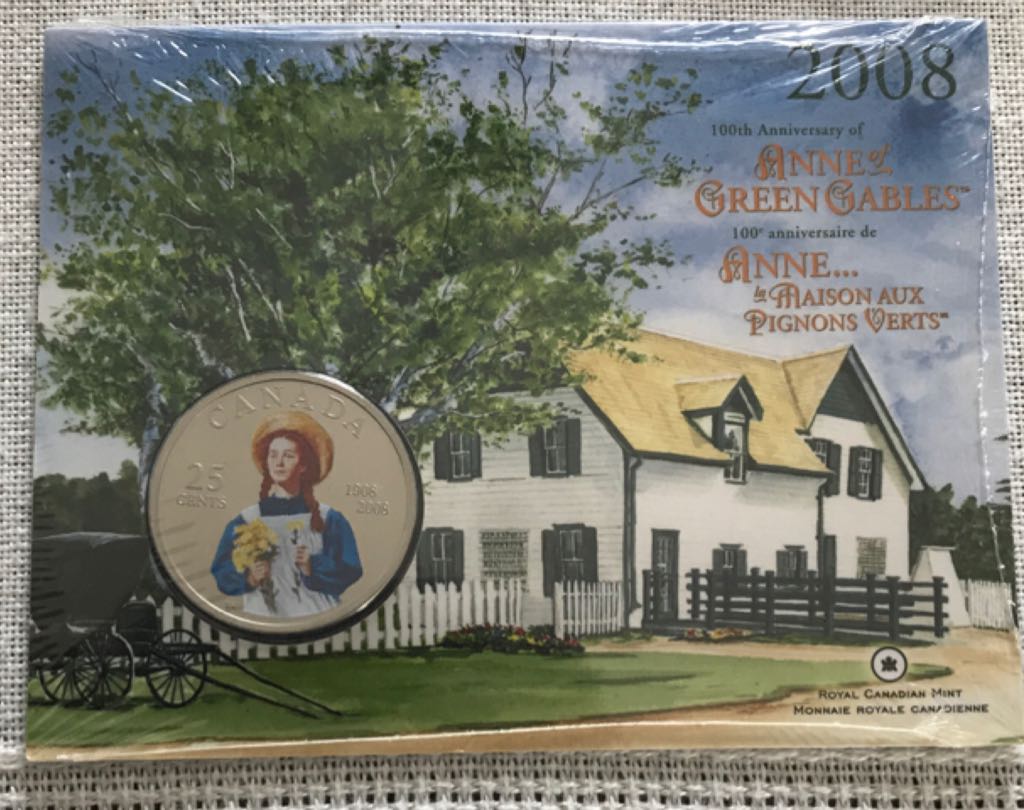 2008
100th Anniversary of
ANNE of
GREEN GABLES™
100e anniversaire de
ANNE...
la MAISON AUX
PIGNONS VERTS™
CANADA
25
CENTS
1908
2008
ROYAL CANADIAN MINT
MONNAIE ROYALE CANADIENNE